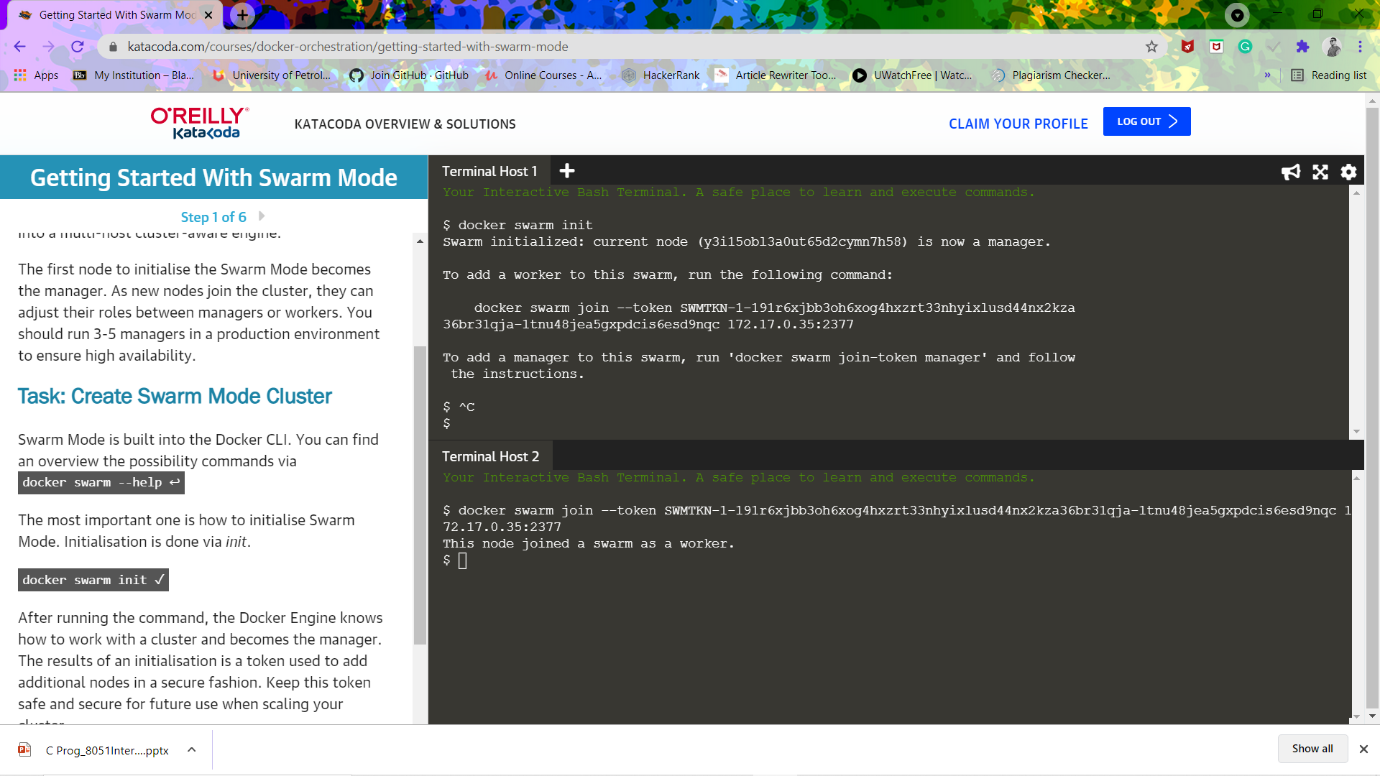 Getting Started With Swarm Moc
katacoda.com/courses/docker-orchestration/getting-started-with-swarm-mode
Apps
Bb
My Institution – Bla...
University of Petrol...
Join GitHub · GitHub
Online Courses - A...
HackerRank
Article Rewriter Too...
UWatchFree | Watc...
Plagiarism Checker...
»
Reading list
O'REILLY®
Katacoda
KATACODA OVERVIEW & SOLUTIONS
CLAIM YOUR PROFILE
LOG OUT
Getting Started With Swarm Mode
Step 1 of 6
into a multi-host cluster-aware engine.
The first node to initialise the Swarm Mode becomes
the manager. As new nodes join the cluster, they can
adjust their roles between managers or workers. You
should run 3-5 managers in a production environment
to ensure high availability.
Task: Create Swarm Mode Cluster
Swarm Mode is built into the Docker CLI. You can find
an overview the possibility commands via
docker swarm --help ↩
The most important one is how to initialise Swarm
Mode. Initialisation is done via init.
docker swarm init ✓
After running the command, the Docker Engine knows
how to work with a cluster and becomes the manager.
The results of an initialisation is a token used to add
additional nodes in a secure fashion. Keep this token
safe and secure for future use when scaling your
Terminal Host 1
Your Interactive Bash Terminal. A safe place to learn and execute commands.
$ docker swarm init
Swarm initialized: current node (y3i15obl3a0ut65d2cymn7h58) is now a manager.
To add a worker to this swarm, run the following command:
docker swarm join --token SWMTKN-1-191r6xjbb3oh6xog4hxzrt33nhyixlusd44nx2kza
36br3lqja-1tnu48jea5gxpdcis6esd9nqc 172.17.0.35:2377
To add a manager to this swarm, run 'docker swarm join-token manager' and follow
the instructions.
$ ^C
$
Terminal Host 2
Your Interactive Bash Terminal. A safe place to learn and execute commands.
$ docker swarm join --token SWMTKN-1-191r6xjbb3oh6xog4hxzrt33nhyixlusd44nx2kza36br3lqja-1tnu48jea5gxpdcis6esd9nqc 1
72.17.0.35:2377
This node joined a swarm as a worker.
$
C Prog_8051Inter....pptx
Show all